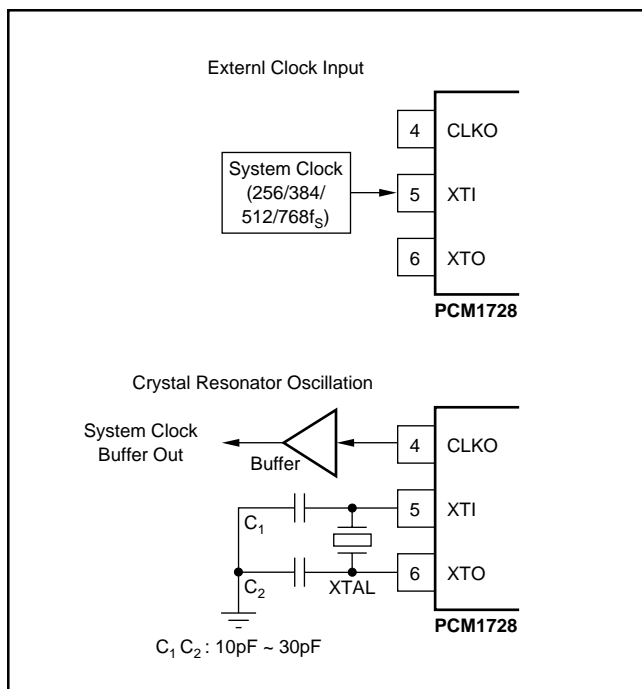 Externl Clock Input
4 CLKO
System Clock
(256/384/
512/768fS)
5 XTI
6 XTO
PCM1728
Crystal Resonator Oscillation
System Clock
Buffer Out
Buffer
4 CLKO
C1
5 XTI
C2
XTAL
6 XTO
C1 C2 : 10pF ~ 30pF
PCM1728